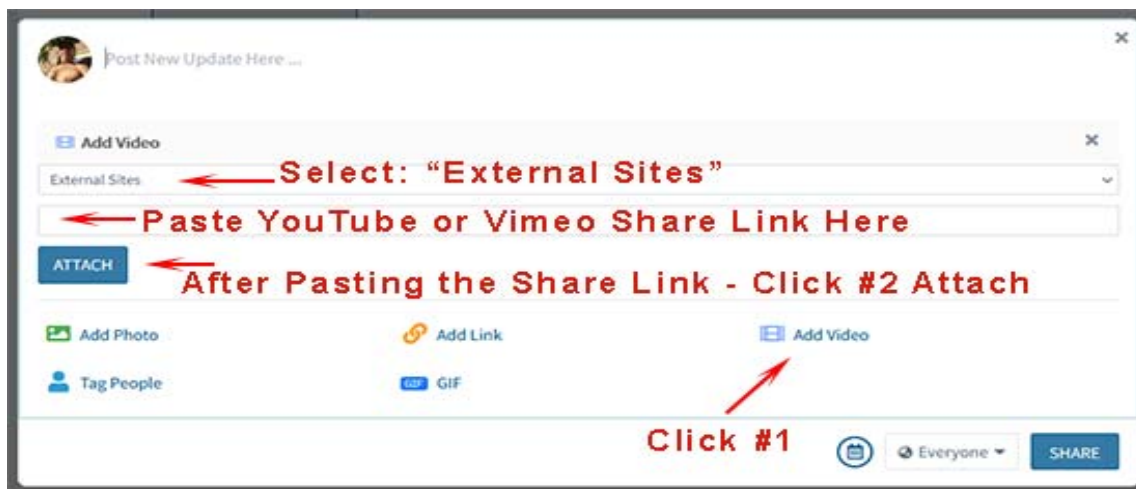 Post New Update Here ...
Add Video
External Sites
Select: “External Sites”
Paste YouTube or Vimeo Share Link Here
ATTACH
After Pasting the Share Link - Click #2 Attach
Add Photo
Add Link
Add Video
Tag People
GIF GIF
Click #1
Everyone
SHARE